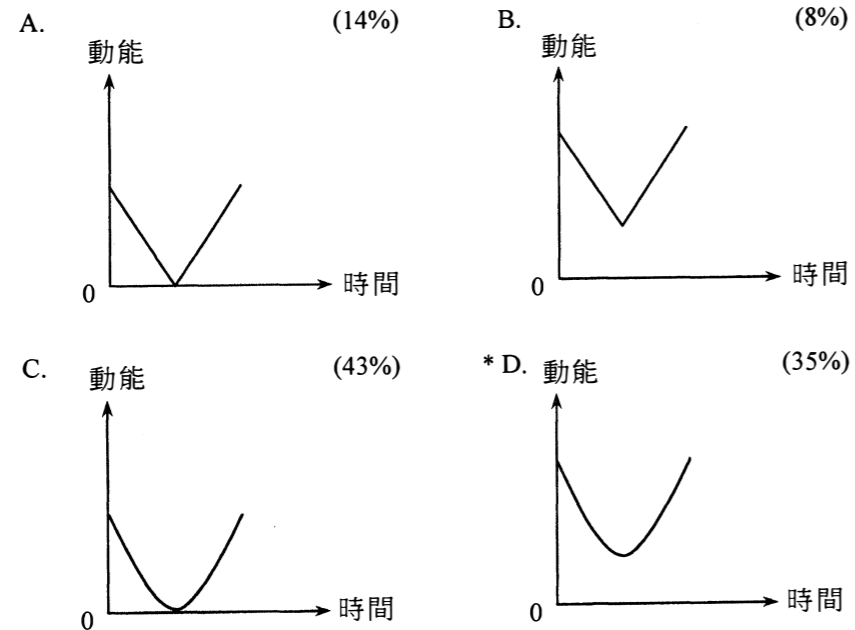 A. (14%)
動能
0 時間
B. (8%)
動能
0 時間
C. (43%)
動能
0 時間
* D. (35%)
動能
0 時間